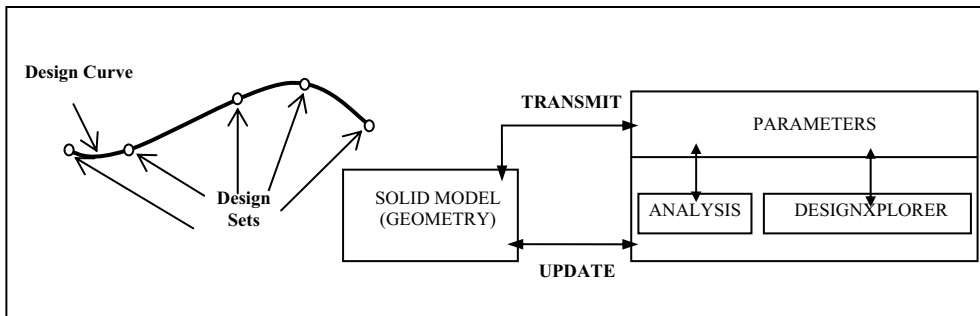 Design Curve
Design
Sets
TRANSMIT
SOLID MODEL
(GEOMETRY)
UPDATE
PARAMETERS
ANALYSIS
DESIGNXPLORER